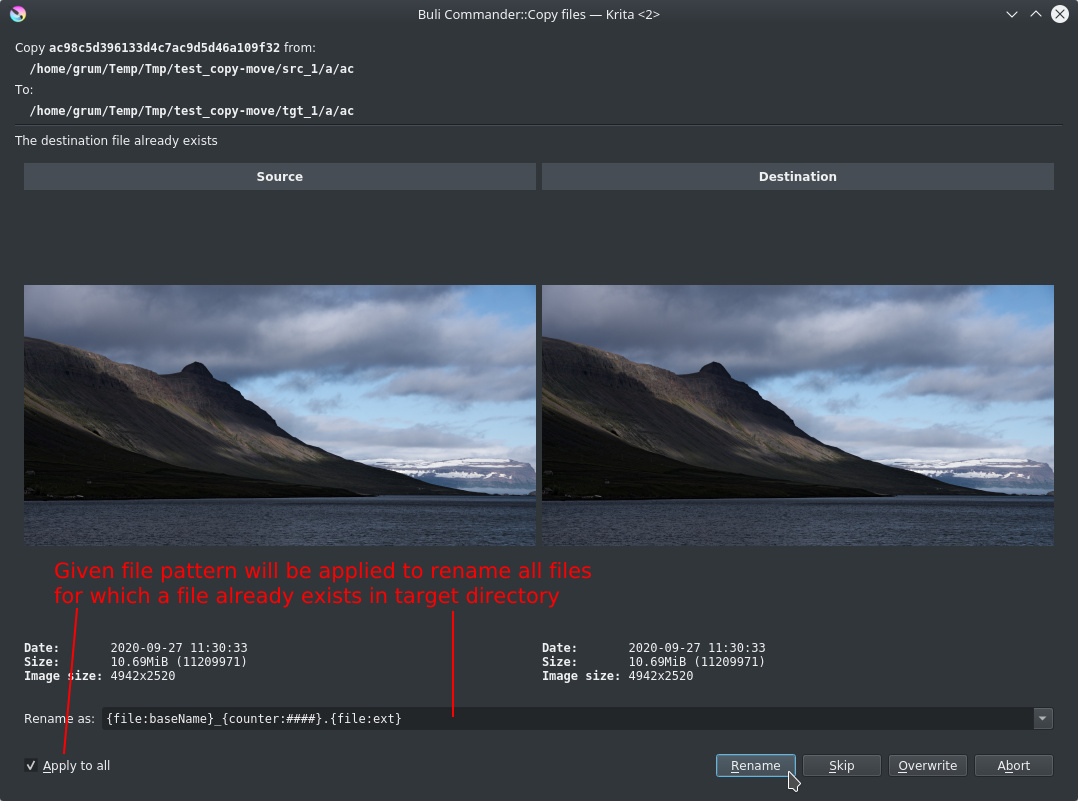 Buli Commander::Copy files — Krita <2>
Copy ac98c5d396133d4c7ac9d5d46a109f32 from:
/home/grum/Temp/Tmp/test_copy-move/src_1/a/ac
To:
/home/grum/Temp/Tmp/test_copy-move/tgt_1/a/ac
The destination file already exists
Source
Destination
Given file pattern will be applied to rename all files
for which a file already exists in target directory
Date: 2020-09-27 11:30:33
Size: 10.69MiB (11209971)
Image size: 4942x2520
Date: 2020-09-27 11:30:33
Size: 10.69MiB (11209971)
Image size: 4942x2520
Rename as: {file:baseName}_{counter:####}.{file:ext}
Apply to all
Rename
Skip
Overwrite
Abort